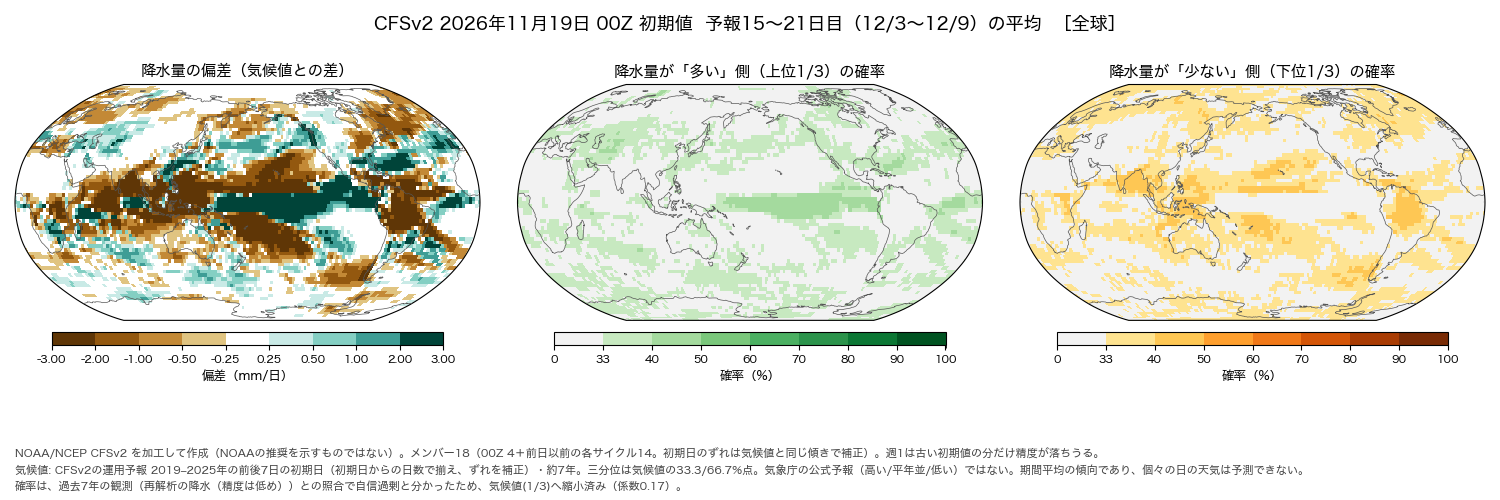 CFSv2 2026年11月19日 00Z 初期値 予報15〜21日目（12/3〜12/9）の平均 ［全球］
降水量の偏差（気候値との差）
降水量が「多い」側（上位1/3）の確率
降水量が「少ない」側（下位1/3）の確率
-3.00 -2.00 -1.00 -0.50 -0.25 0.25 0.50 1.00 2.00 3.00
偏差（mm/日）
0 33 40 50 60 70 80 90 100
確率（%）
0 33 40 50 60 70 80 90 100
確率（%）
NOAA/NCEP CFSv2 を加工して作成（NOAAの推奨を示すものではない）。メンバー18（00Z 4＋前日以前の各サイクル14。初期日のずれは気候値と同じ傾きで補正）。週1は古い初期値の分だけ精度が落ちうる。
気候値: CFSv2の運用予報 2019–2025年の前後7日の初期日（初期日からの日数で揃え、ずれを補正）・約7年。三分位は気候値の33.3/66.7%点。気象庁の公式予報（高い/平年並/低い）ではない。期間平均の傾向であり、個々の日の天気は予測できない。
確率は、過去7年の観測（再解析の降水（精度は低め））との照合で自信過剰と分かったため、気候値(1/3)へ縮小済み（係数0.17）。